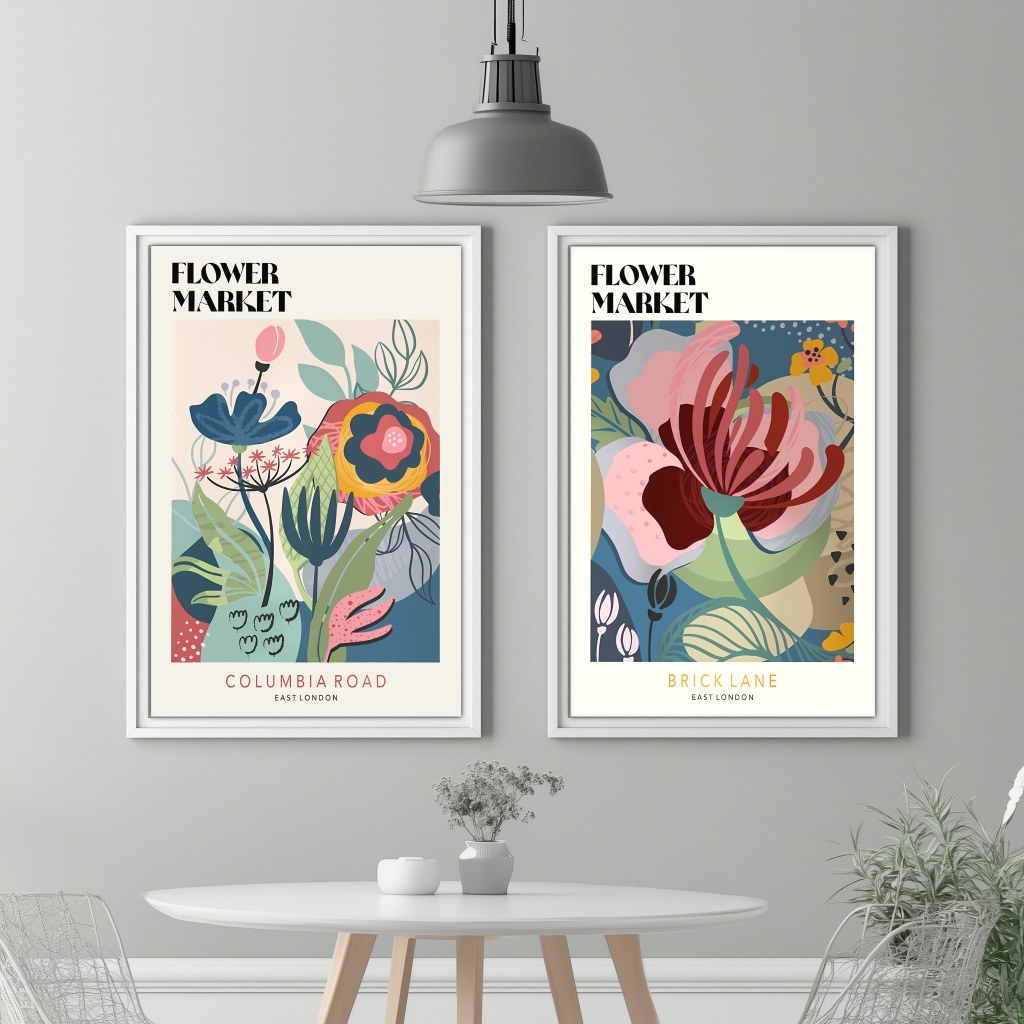 FLOWER
MARKET
COLUMBIA ROAD
EAST LONDON
FLOWER
MARKET
BRICK LANE
EAST LONDON